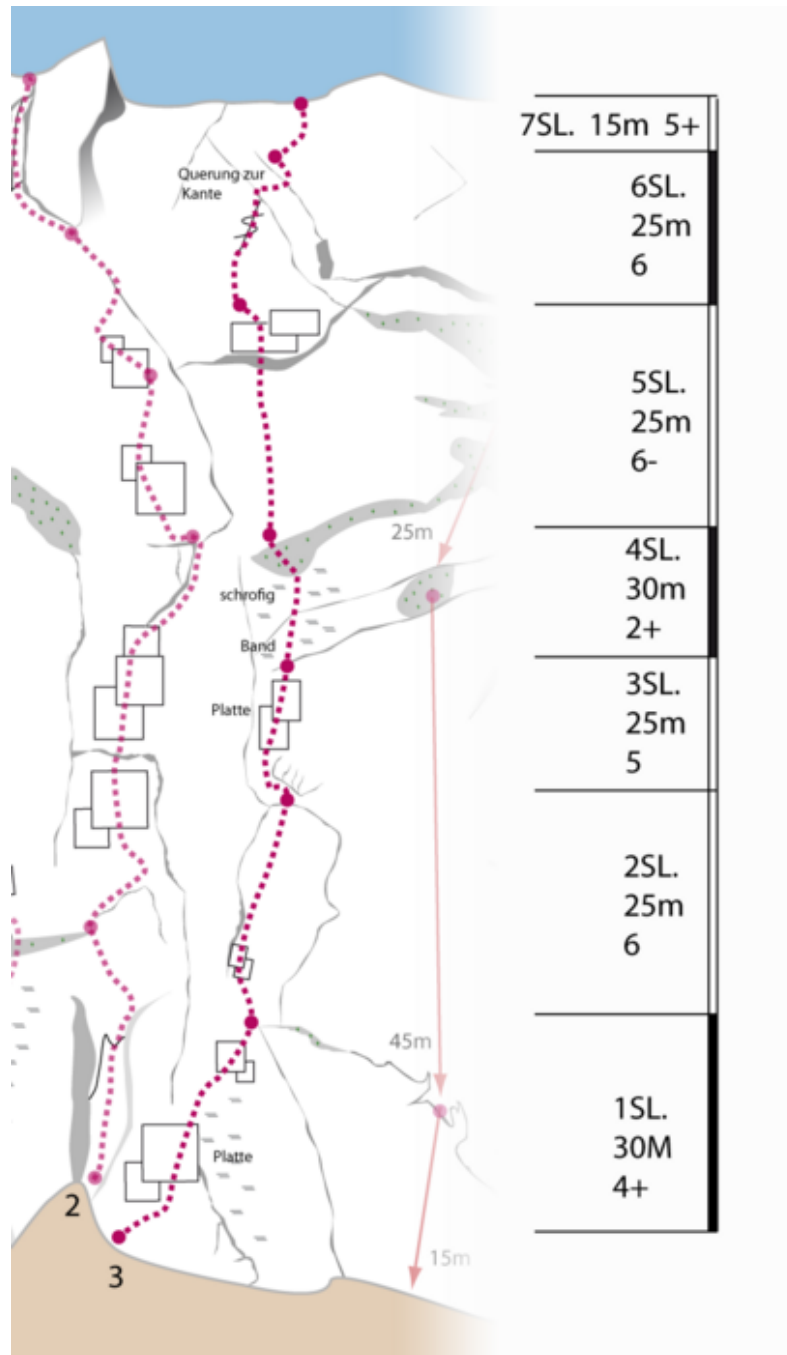 7SL. 15m 5+
Querung zur
Kante
6SL.
25m
6
5SL.
25m
6-
25m
4SL.
30m
2+
schrofig
Band
3SL.
25m
5
Platte
2SL.
25m
6
45m
1SL.
30M
4+
Platte
2
15m
3